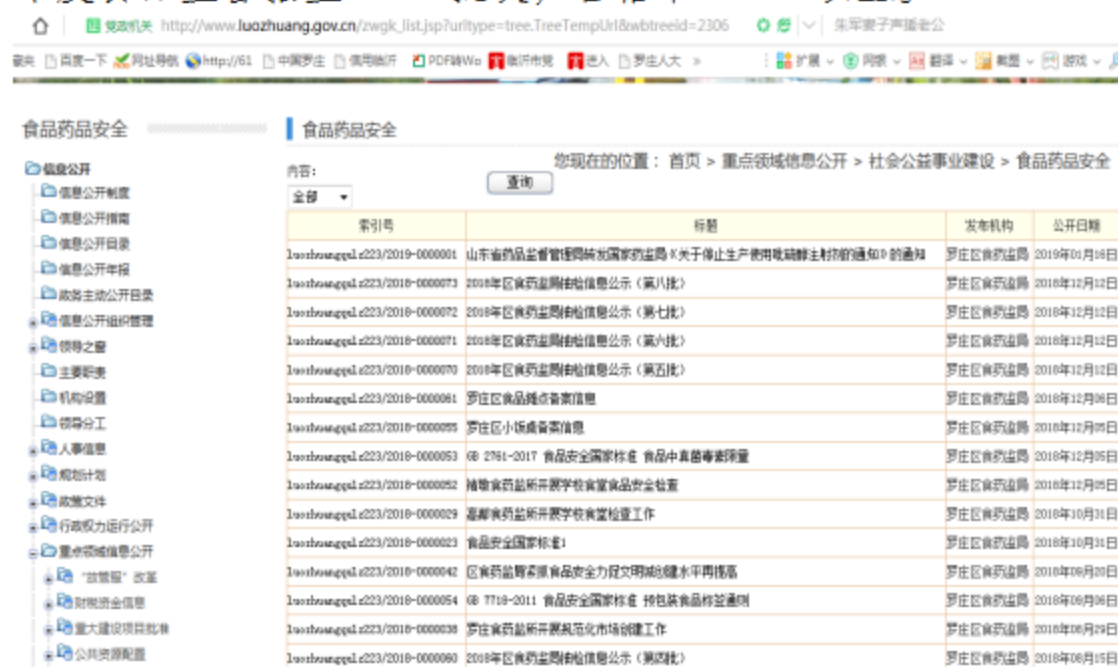 党政机关 http://www.luozhuang.gov.cn/zwgk_list.jsp?urltype=tree.TreeTempUrl&wbtreeid=2306 朱军妻子声援老公
百度一下 网址导航 http://61 中国罗庄 信用临沂 PDF转Wo 临沂市党 进入 罗庄人大 » 扩展 网银 翻译 截图 游戏
食品药品安全
食品药品安全
您现在的位置： 首页 > 重点领域信息公开 > 社会公益事业建设 > 食品药品安全
内容：
全部
查询
信息公开
信息公开制度
信息公开指南
信息公开目录
信息公开年报
政务主动公开目录
信息公开组织管理
领导之窗
主要职责
机构设置
领导分工
人事信息
规划计划
政策文件
行政权力运行公开
重点领域信息公开
“放管服”改革
财税资金信息
重大建设项目批准
公共资源配置
索引号 标题 发布机构 公开日期
luozhuangqqlz223/2019-0000001 山东省药品监督管理局转发国家药监局《关于停止生产使用吡硫醇注射剂的通知》的通知 罗庄区食药监局 2019年01月16日
luozhuangqqlz223/2018-0000073 2018年区食药监局抽检信息公示（第八批） 罗庄区食药监局 2018年12月12日
luozhuangqqlz223/2018-0000072 2018年区食药监局抽检信息公示（第七批） 罗庄区食药监局 2018年12月12日
luozhuangqqlz223/2018-0000071 2018年区食药监局抽检信息公示（第六批） 罗庄区食药监局 2018年12月12日
luozhuangqqlz223/2018-0000070 2018年区食药监局抽检信息公示（第五批） 罗庄区食药监局 2018年12月12日
luozhuangqqlz223/2018-0000061 罗庄区食品摊点备案信息 罗庄区食药监局 2018年12月06日
luozhuangqqlz223/2018-0000055 罗庄区小饭桌备案信息 罗庄区食药监局 2018年12月05日
luozhuangqqlz223/2018-0000053 GB 2761-2017 食品安全国家标准 食品中真菌毒素限量 罗庄区食药监局 2018年12月05日
luozhuangqqlz223/2018-0000052 褚墩食药监所开展学校食堂食品安全检查 罗庄区食药监局 2018年12月05日
luozhuangqqlz223/2018-0000029 高都食药监所开展学校食堂检查工作 罗庄区食药监局 2018年10月31日
luozhuangqqlz223/2018-0000023 食品安全国家标准1 罗庄区食药监局 2018年10月31日
luozhuangqqlz223/2018-0000042 区食药监局紧抓食品安全力促文明城创建水平再提高 罗庄区食药监局 2018年09月20日
luozhuangqqlz223/2018-0000054 GB 7718-2011 食品安全国家标准 预包装食品标签通则 罗庄区食药监局 2018年09月06日
luozhuangqqlz223/2018-0000038 罗庄食药监所开展规范化市场创建工作 罗庄区食药监局 2018年08月29日
luozhuangqqlz223/2018-0000060 2018年区食药监局抽检信息公示（第四批） 罗庄区食药监局 2018年08月15日